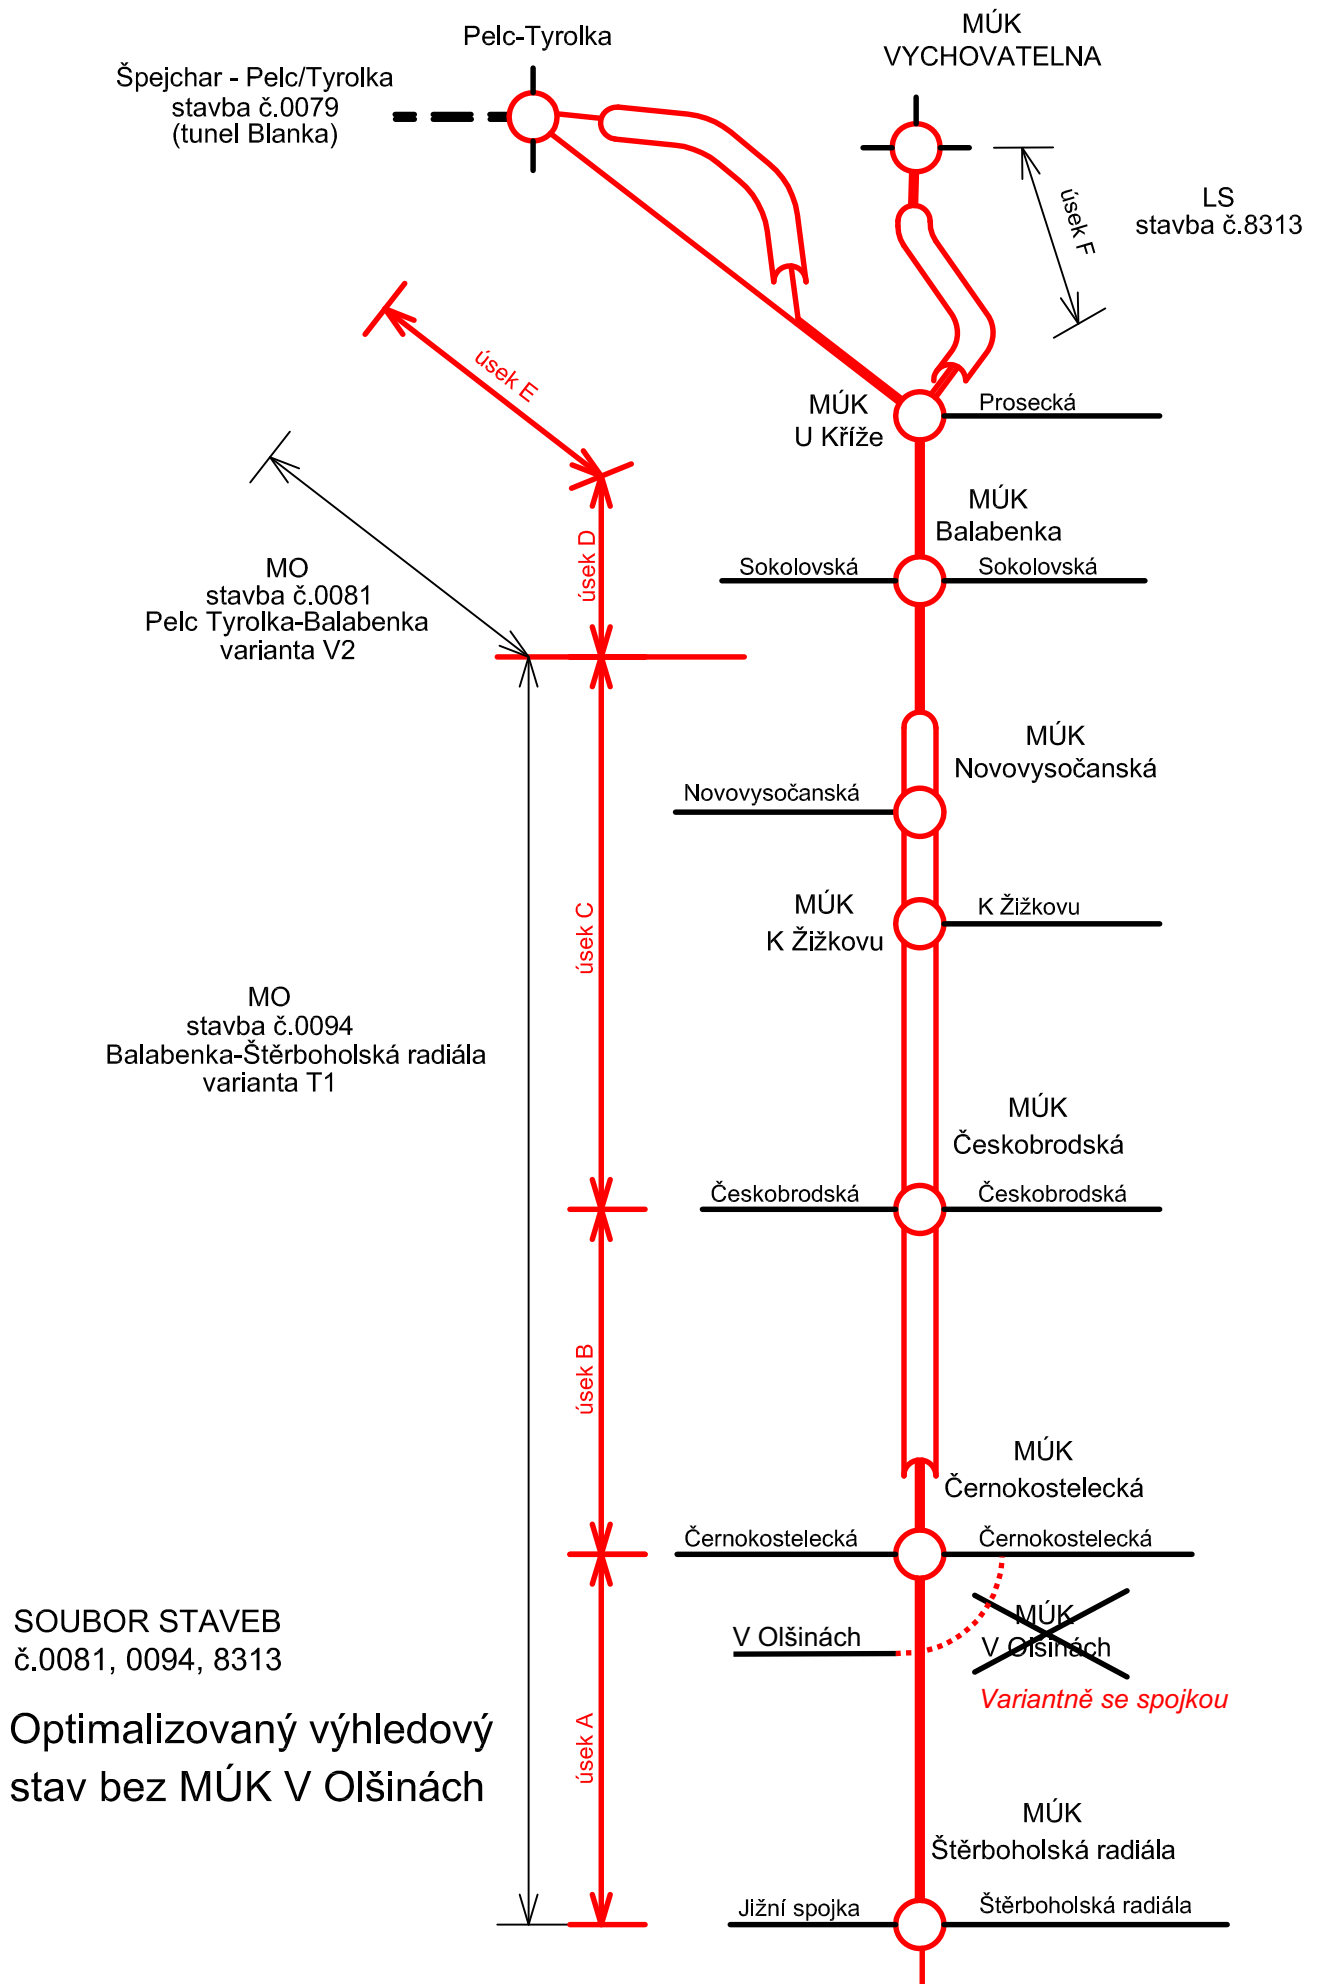 Pelc-Tyrolka
MÚK
VYCHOVATELNA
Špejchar - Pelc/Tyrolka
stavba č.0079
(tunel Blanka)
úsek F
LS
stavba č.8313
úsek E
MÚK
U Kříže
Prosecká
MÚK
Balabenka
úsek D
Sokolovská
Sokolovská
MO
stavba č.0081
Pelc Tyrolka-Balabenka
varianta V2
MÚK
Novovysočanská
Novovysočanská
MÚK
K Žižkovu
K Žižkovu
úsek C
MO
stavba č.0094
Balabenka-Štěrboholská radiála
varianta T1
MÚK
Českobrodská
Českobrodská
Českobrodská
úsek B
MÚK
Černokostelecká
Černokostelecká
Černokostelecká
MÚK
V Olšinách
V Olšinách
Variantně se spojkou
SOUBOR STAVEB
č.0081, 0094, 8313
Optimalizovaný výhledový
stav bez MÚK V Olšinách
úsek A
MÚK
Štěrboholská radiála
Jižní spojka
Štěrboholská radiála